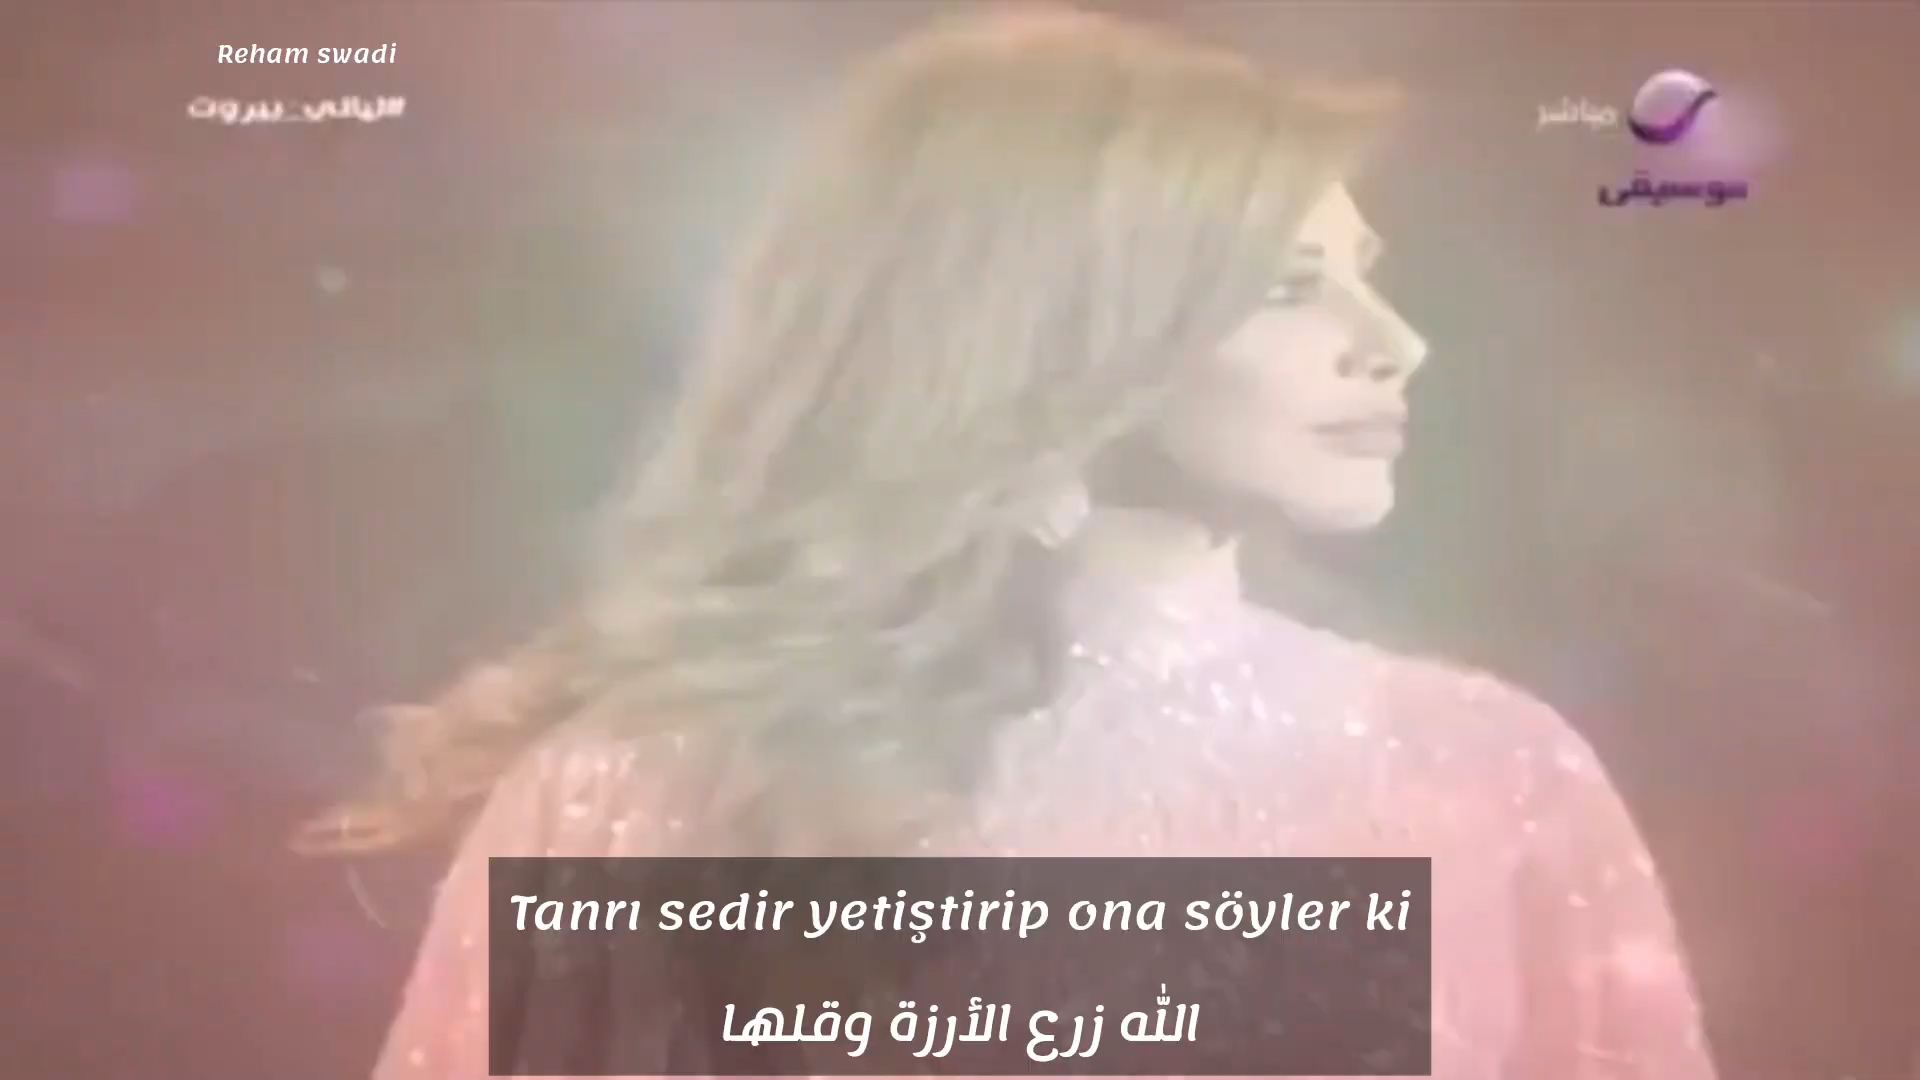 Reham swadi
#ليالي_بيروت
مباشر
موسيقى
Tanrı sedir yetiştirip ona söyler ki
الله زرع الأرزة وقلها